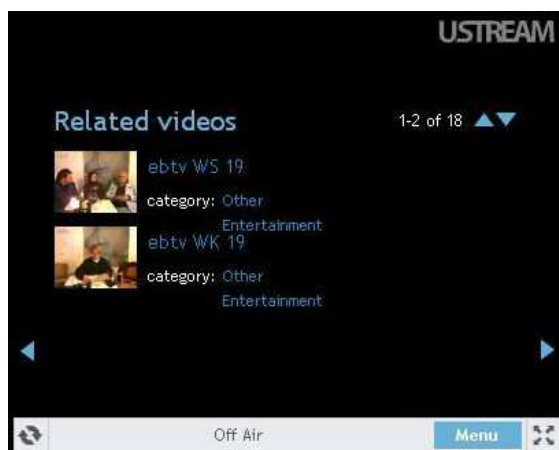 USTREAM
Related videos
1-2 of 18
ebtv WS 19
category: Other
Entertainment
ebtv WK 19
category: Other
Entertainment
Off Air
Menu